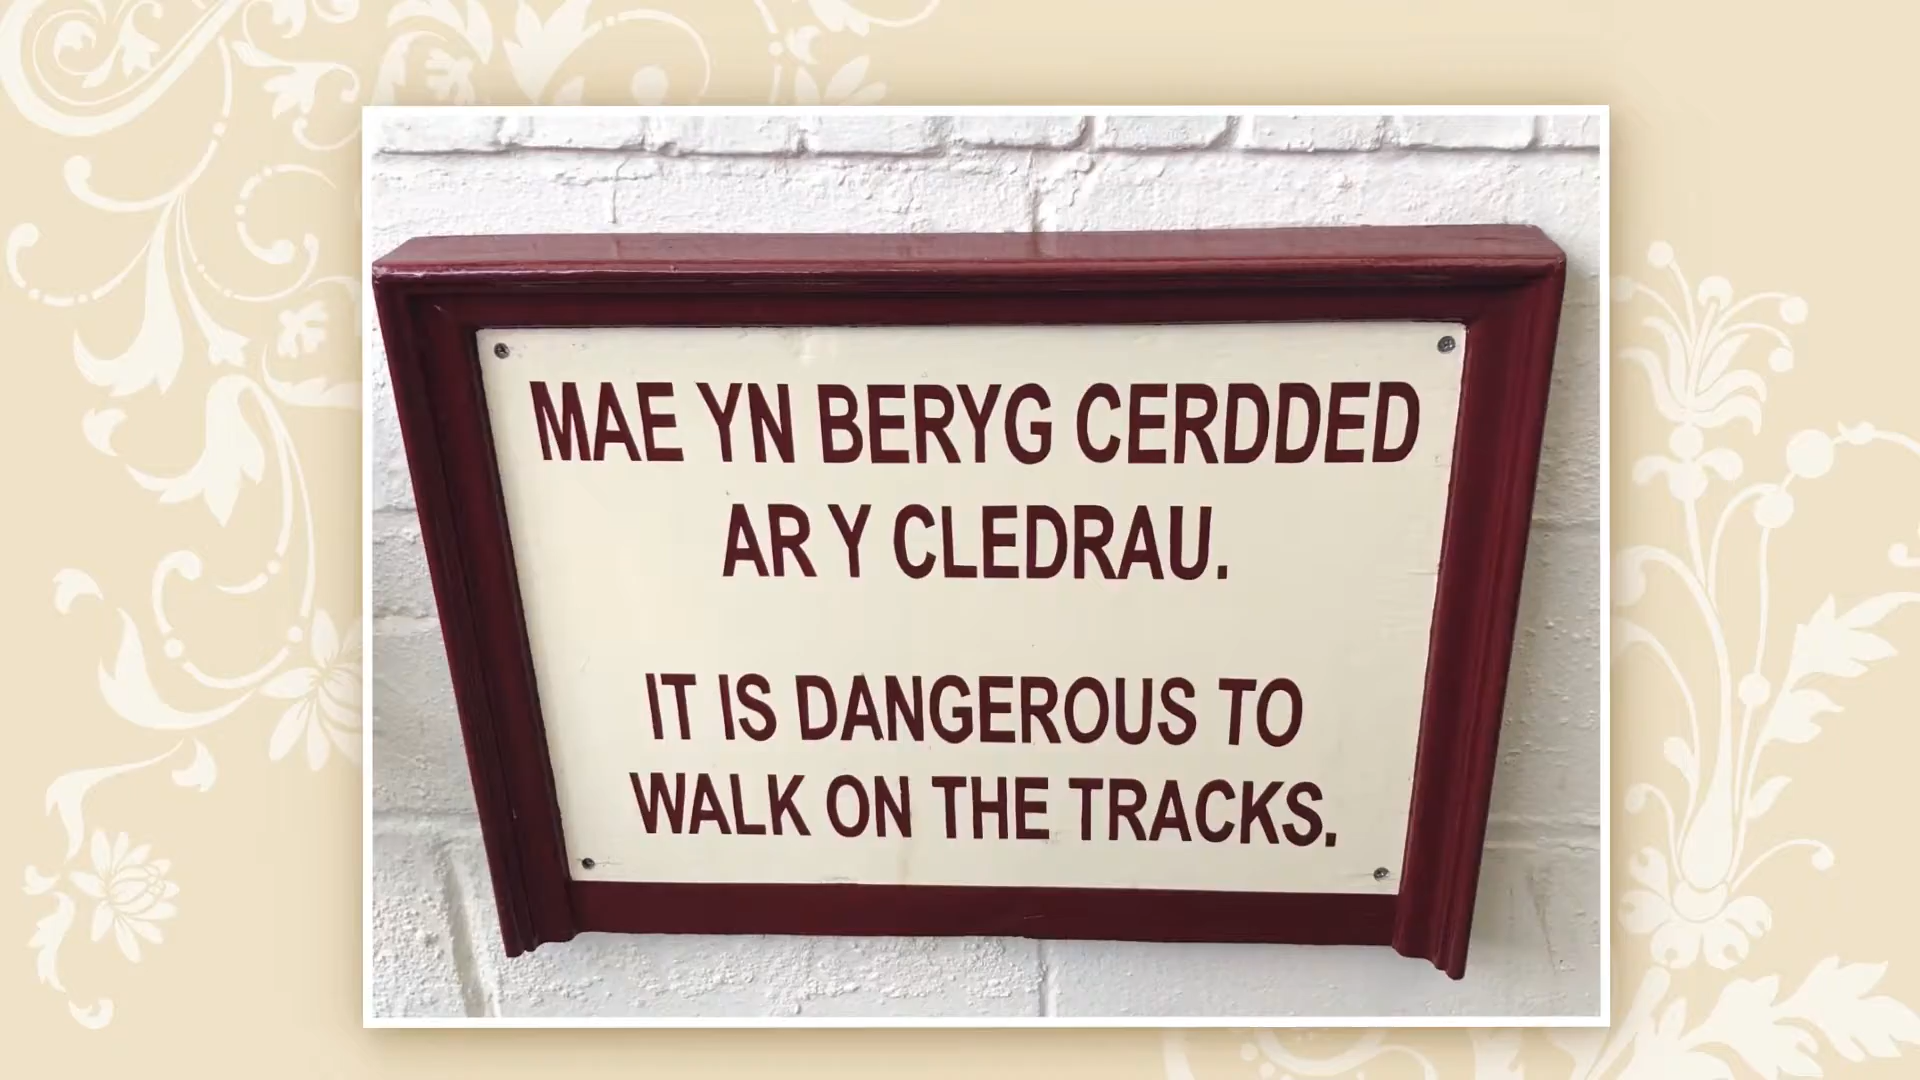 MAE YN BERYG CERDDED
AR Y CLEDRAU.
IT IS DANGEROUS TO
WALK ON THE TRACKS.